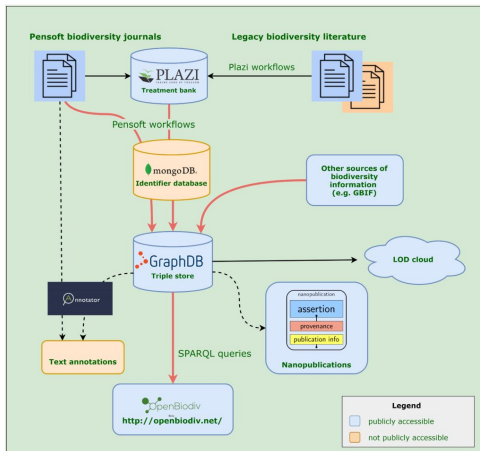 Pensoft biodiversity journals
Legacy biodiversity literature
PLAZI
Treatment bank
Plazi workflows
Pensoft workflows
mongoDB.
Identifier database
Other sources of
biodiversity
information
(e.g. GBIF)
GraphDB
Triple store
LOD cloud
nnotator
nanopublication
assertion
provenance
publication info
Text annotations
SPARQL queries
Nanopublications
OpenBiodiv
http://openbiodiv.net/
Legend
publicly accessible
not publicly accessible